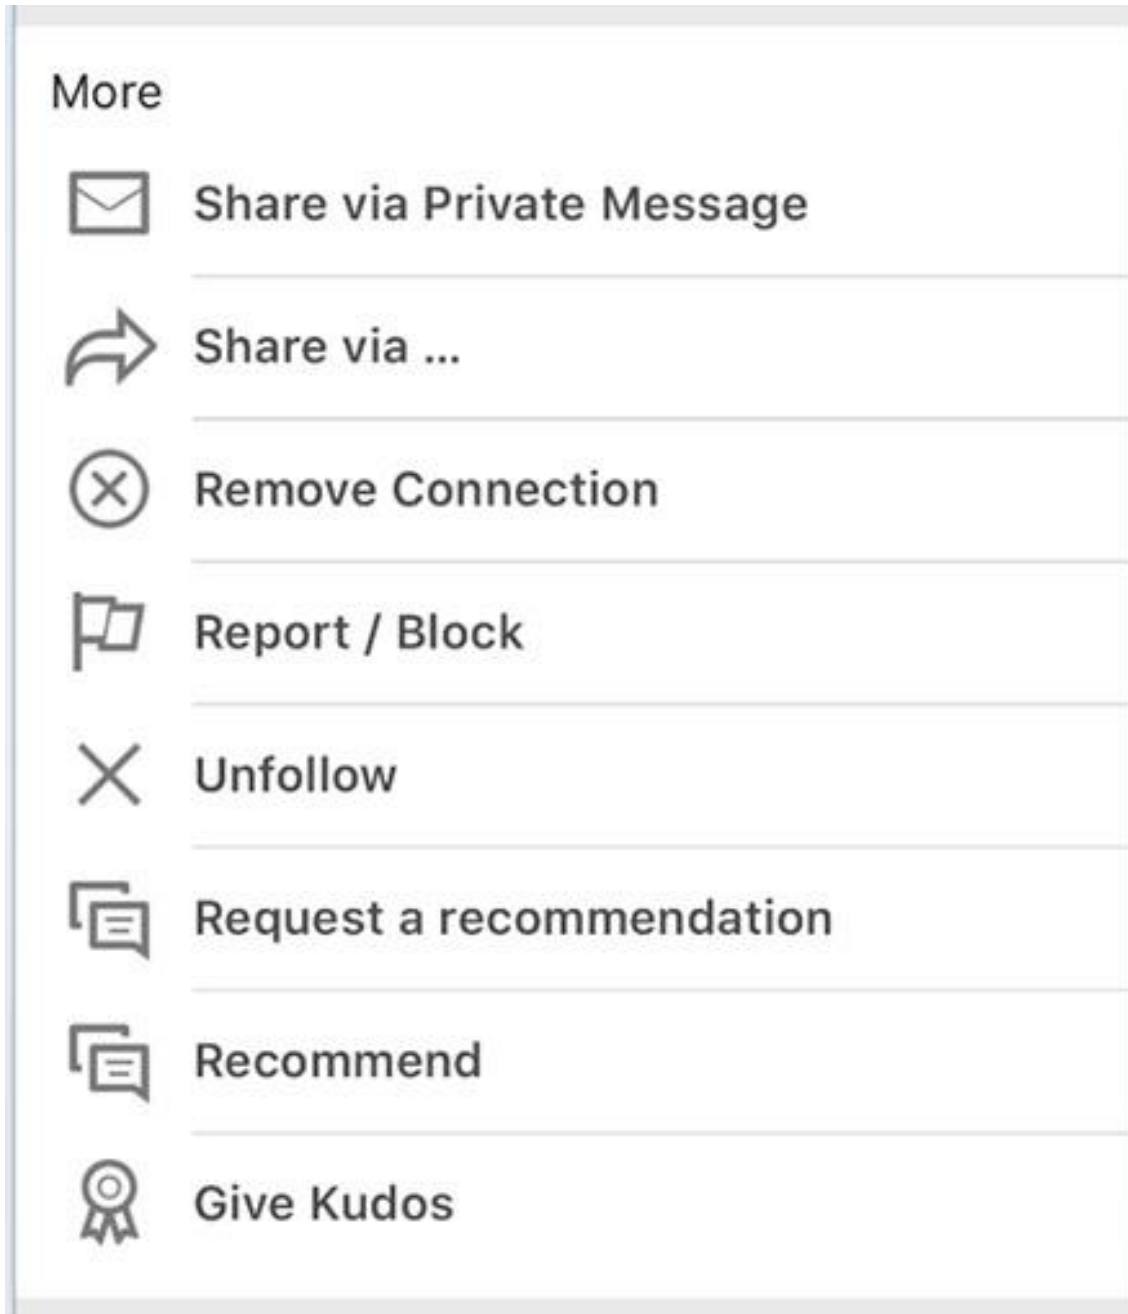 More
Share via Private Message
Share via ...
Remove Connection
Report / Block
Unfollow
Request a recommendation
Recommend
Give Kudos